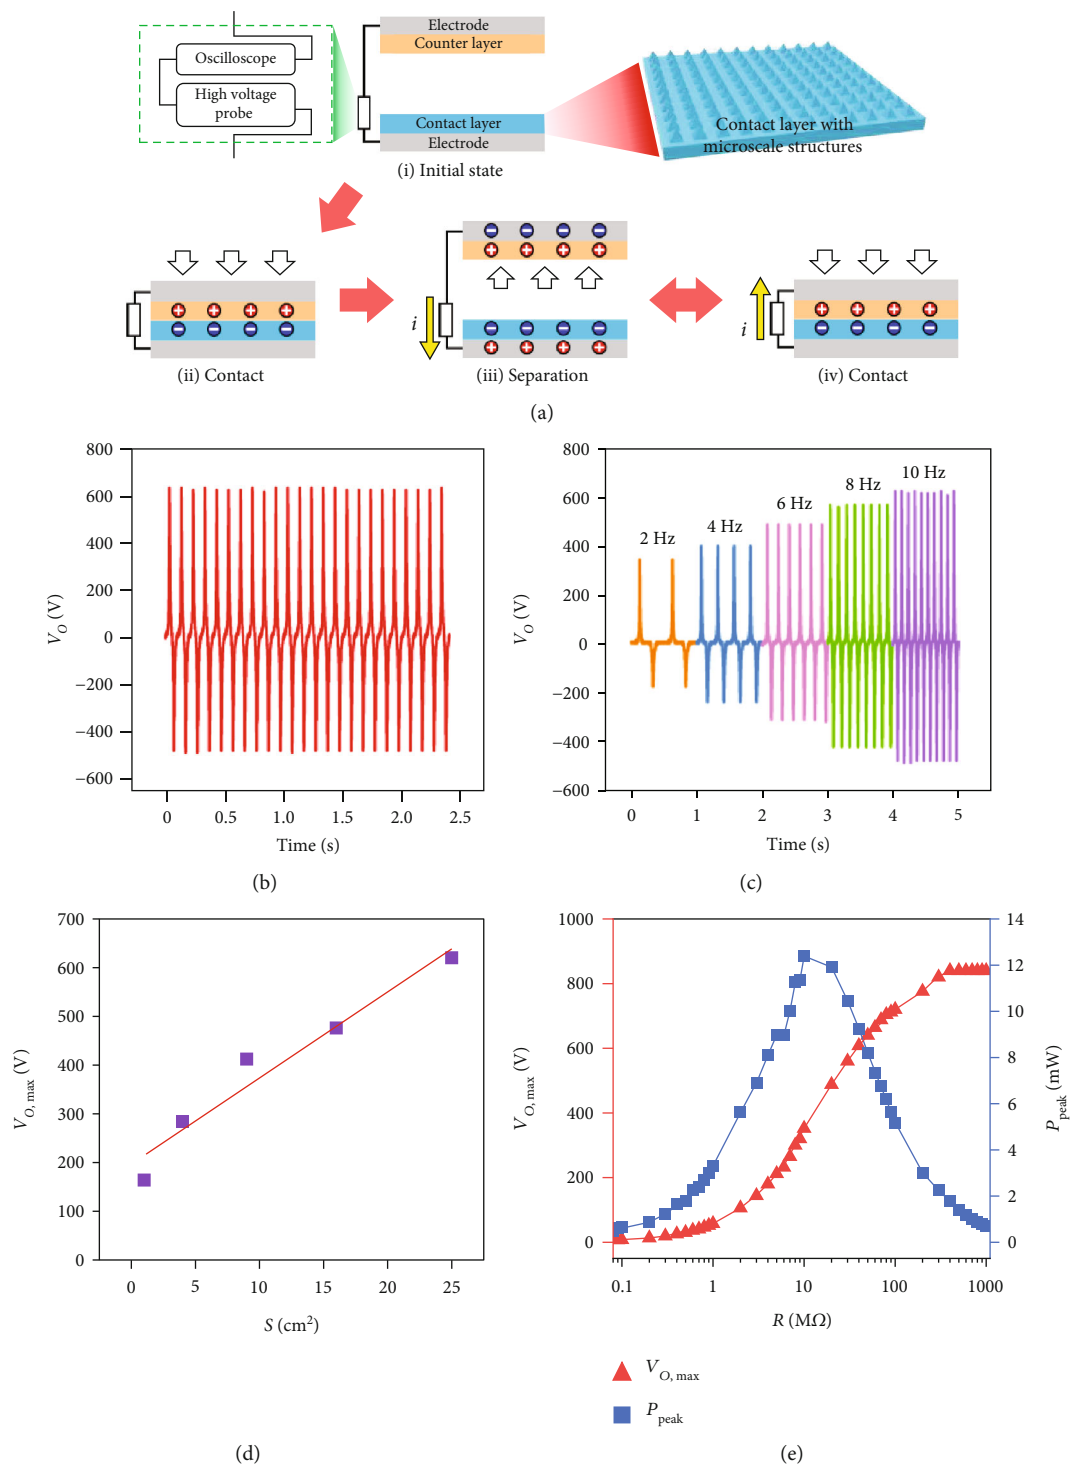 Electrode
Counter layer
Oscilloscope
High voltage
probe
Contact layer
Electrode
Contact layer with
microscale structures
(i) Initial state
i
i
(ii) Contact
(iii) Separation
(iv) Contact
(a)
800
600
400
200
0
−200
−400
−600
V_O (V)
0
0.5
1.0
1.5
2.0
2.5
Time (s)
(b)
800
600
400
200
0
−200
−400
−600
V_O (V)
2 Hz
4 Hz
6 Hz
8 Hz
10 Hz
0
1
2
3
4
5
Time (s)
(c)
700
600
500
400
300
200
100
0
V_O, max (V)
0
5
10
15
20
25
S (cm²)
(d)
1000
800
600
400
200
0
V_O, max (V)
14
12
10
8
6
4
2
0
P_peak (mW)
0.1
1
10
100
1000
R (MΩ)
V_O, max
P_peak
(e)